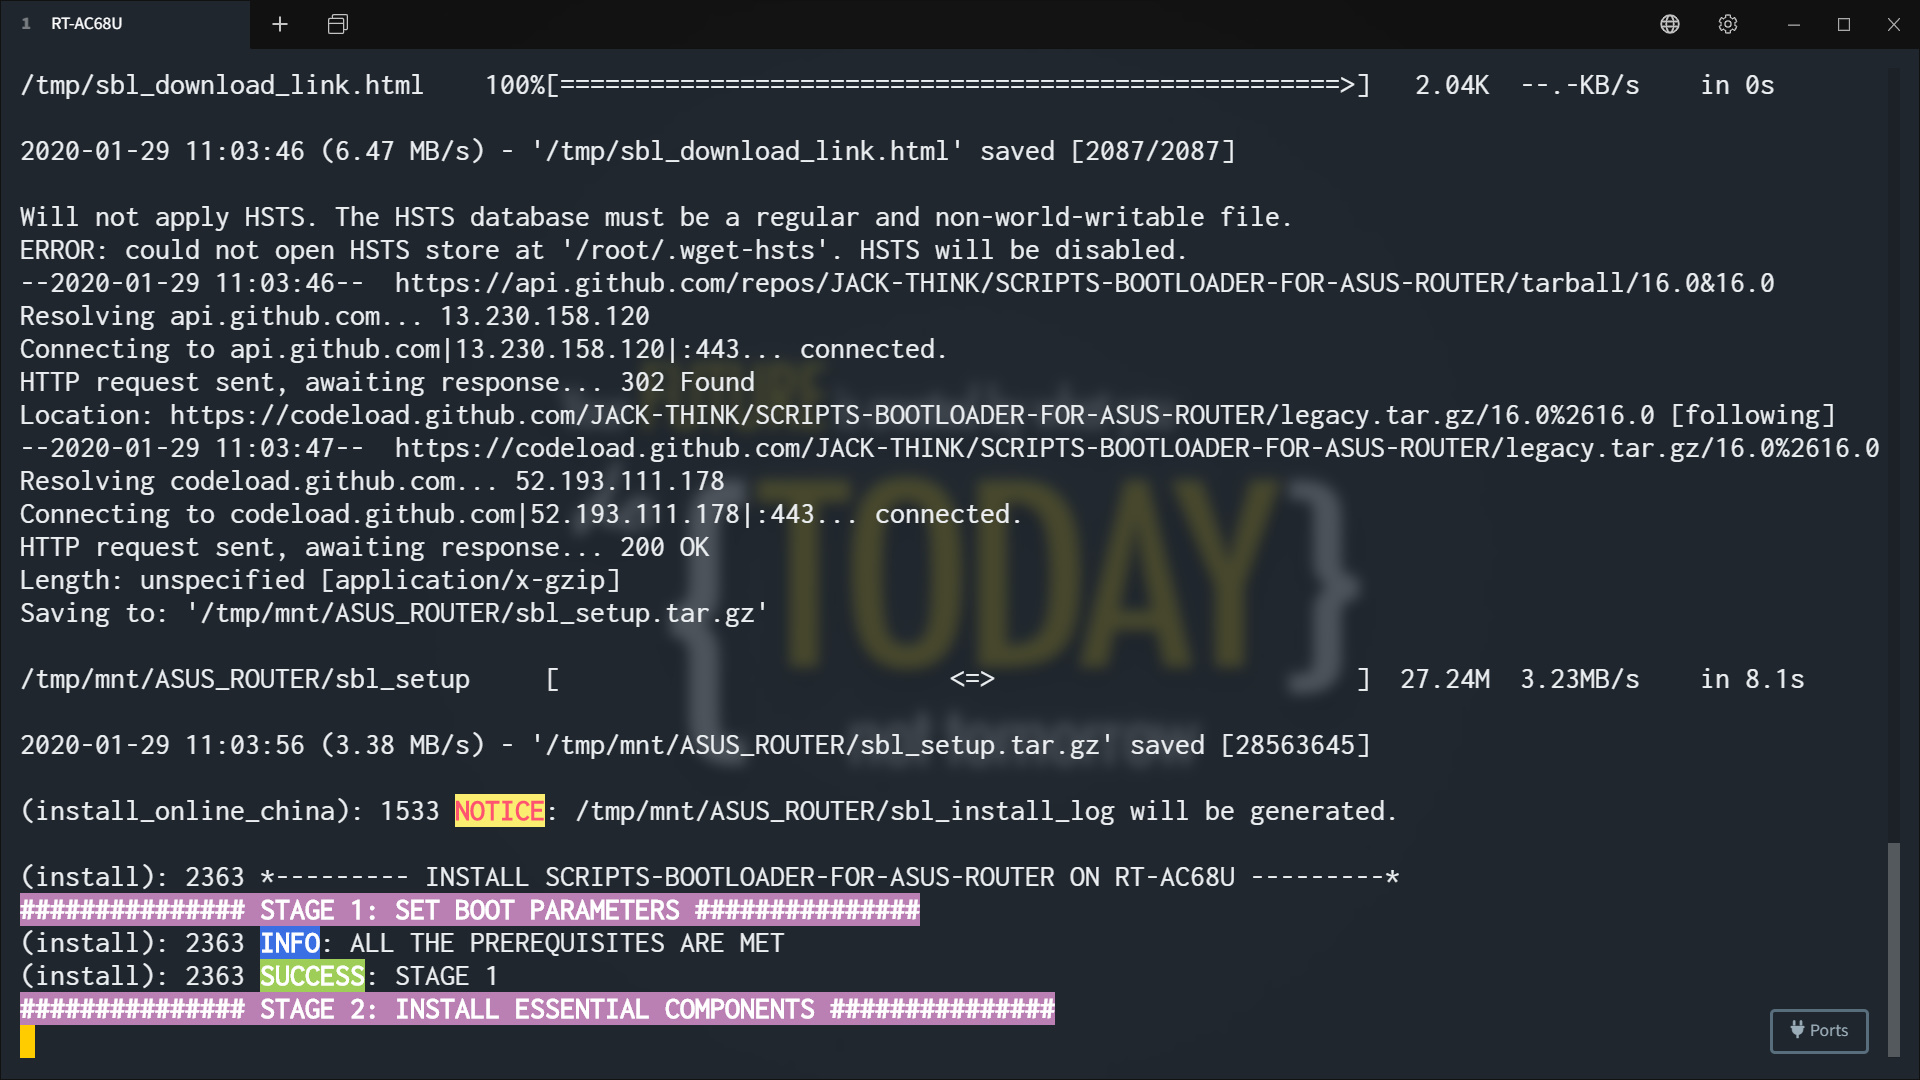 1 RT-AC68U
/tmp/sbl_download_link.html 100%[====================================================>] 2.04K --.-KB/s in 0s
2020-01-29 11:03:46 (6.47 MB/s) - '/tmp/sbl_download_link.html' saved [2087/2087]
Will not apply HSTS. The HSTS database must be a regular and non-world-writable file.
ERROR: could not open HSTS store at '/root/.wget-hsts'. HSTS will be disabled.
--2020-01-29 11:03:46-- https://api.github.com/repos/JACK-THINK/SCRIPTS-BOOTLOADER-FOR-ASUS-ROUTER/tarball/16.0&16.0
Resolving api.github.com... 13.230.158.120
Connecting to api.github.com|13.230.158.120|:443... connected.
HTTP request sent, awaiting response... 302 Found
Location: https://codeload.github.com/JACK-THINK/SCRIPTS-BOOTLOADER-FOR-ASUS-ROUTER/legacy.tar.gz/16.0%2616.0 [following]
--2020-01-29 11:03:47-- https://codeload.github.com/JACK-THINK/SCRIPTS-BOOTLOADER-FOR-ASUS-ROUTER/legacy.tar.gz/16.0%2616.0
Resolving codeload.github.com... 52.193.111.178
Connecting to codeload.github.com|52.193.111.178|:443... connected.
HTTP request sent, awaiting response... 200 OK
Length: unspecified [application/x-gzip]
Saving to: '/tmp/mnt/ASUS_ROUTER/sbl_setup.tar.gz'
/tmp/mnt/ASUS_ROUTER/sbl_setup [ <=> ] 27.24M 3.23MB/s in 8.1s
2020-01-29 11:03:56 (3.38 MB/s) - '/tmp/mnt/ASUS_ROUTER/sbl_setup.tar.gz' saved [28563645]
(install_online_china): 1533 NOTICE: /tmp/mnt/ASUS_ROUTER/sbl_install_log will be generated.
(install): 2363 *--------- INSTALL SCRIPTS-BOOTLOADER-FOR-ASUS-ROUTER ON RT-AC68U ---------*
############### STAGE 1: SET BOOT PARAMETERS ###############
(install): 2363 INFO: ALL THE PREREQUISITES ARE MET
(install): 2363 SUCCESS: STAGE 1
############### STAGE 2: INSTALL ESSENTIAL COMPONENTS ###############
Ports
{TODAY}
not tomorrow